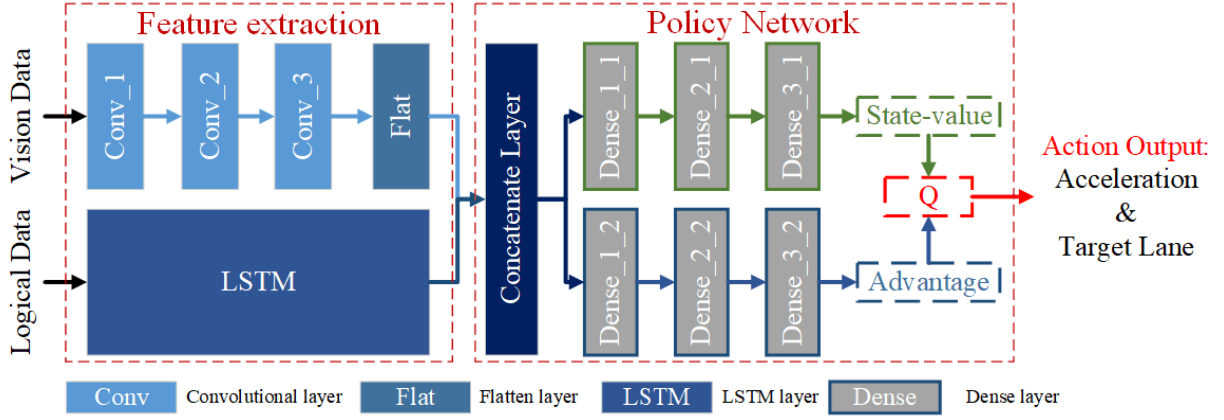 Feature extraction
Policy Network
Vision Data
Conv_1
Conv_2
Conv_3
Flat
Logical Data
LSTM
Concatenate Layer
Dense_1_1
Dense_2_1
Dense_3_1
State-value
Dense_1_2
Dense_2_2
Dense_3_2
Advantage
Q
Action Output:
Acceleration
&
Target Lane
Conv Convolutional layer Flat Flatten layer LSTM LSTM layer Dense Dense layer